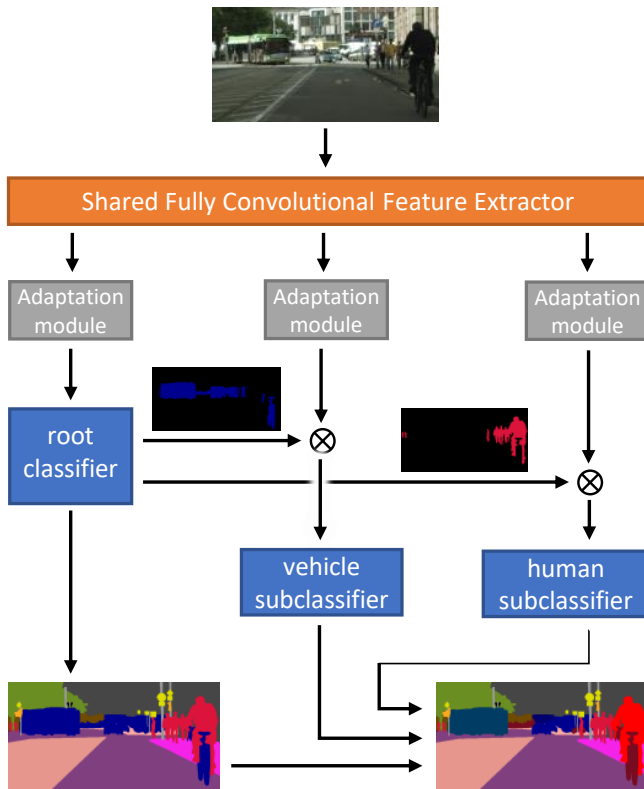 Shared Fully Convolutional Feature Extractor
Adaptation
module
Adaptation
module
Adaptation
module
root
classifier
vehicle
subclassifier
human
subclassifier